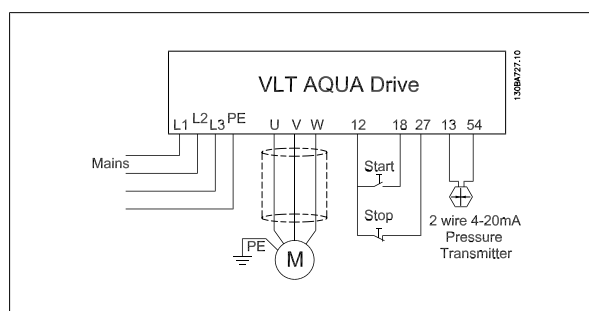 VLT AQUA Drive
130BA727.10
L1 L2 L3 PE U V W 12 18 27 13 54
Mains
Start
Stop
2 wire 4-20mA
Pressure
Transmitter
PE
M